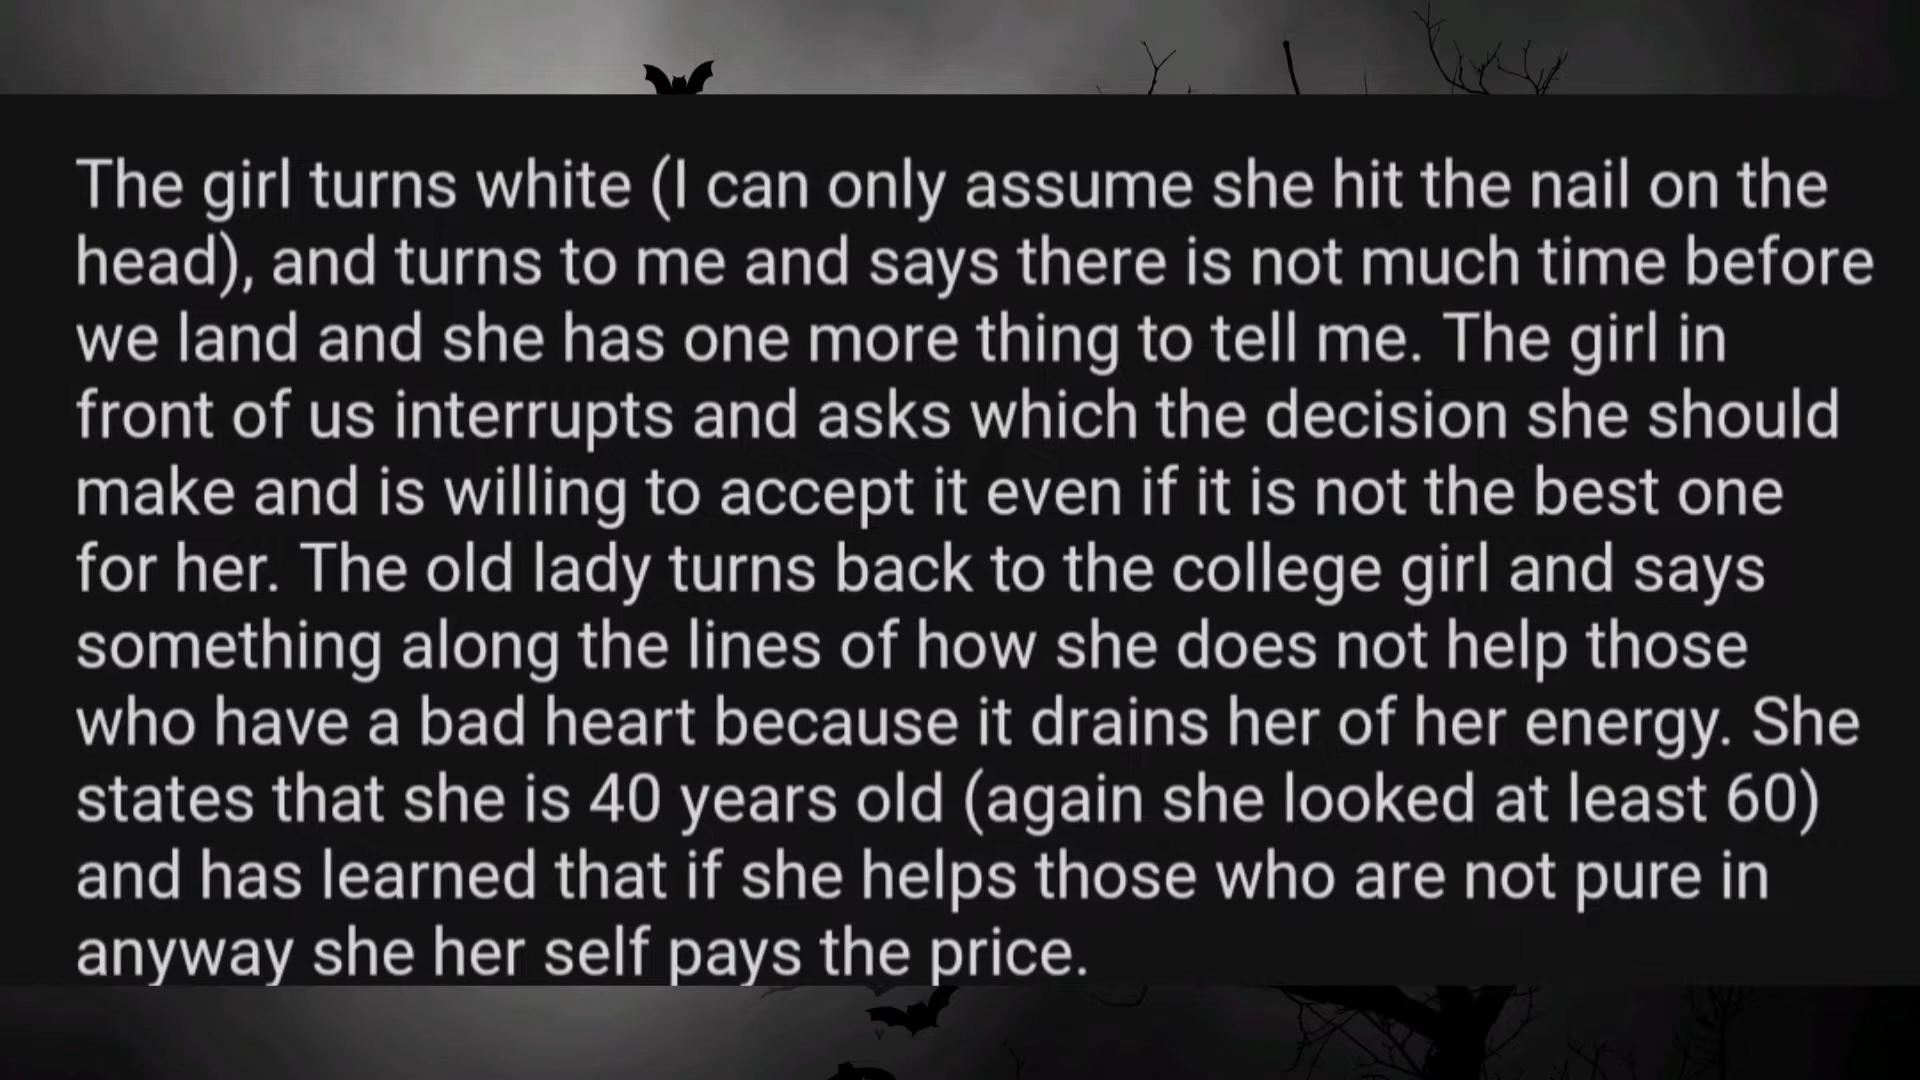 The girl turns white (I can only assume she hit the nail on the
head), and turns to me and says there is not much time before
we land and she has one more thing to tell me. The girl in
front of us interrupts and asks which the decision she should
make and is willing to accept it even if it is not the best one
for her. The old lady turns back to the college girl and says
something along the lines of how she does not help those
who have a bad heart because it drains her of her energy. She
states that she is 40 years old (again she looked at least 60)
and has learned that if she helps those who are not pure in
anyway she her self pays the price.